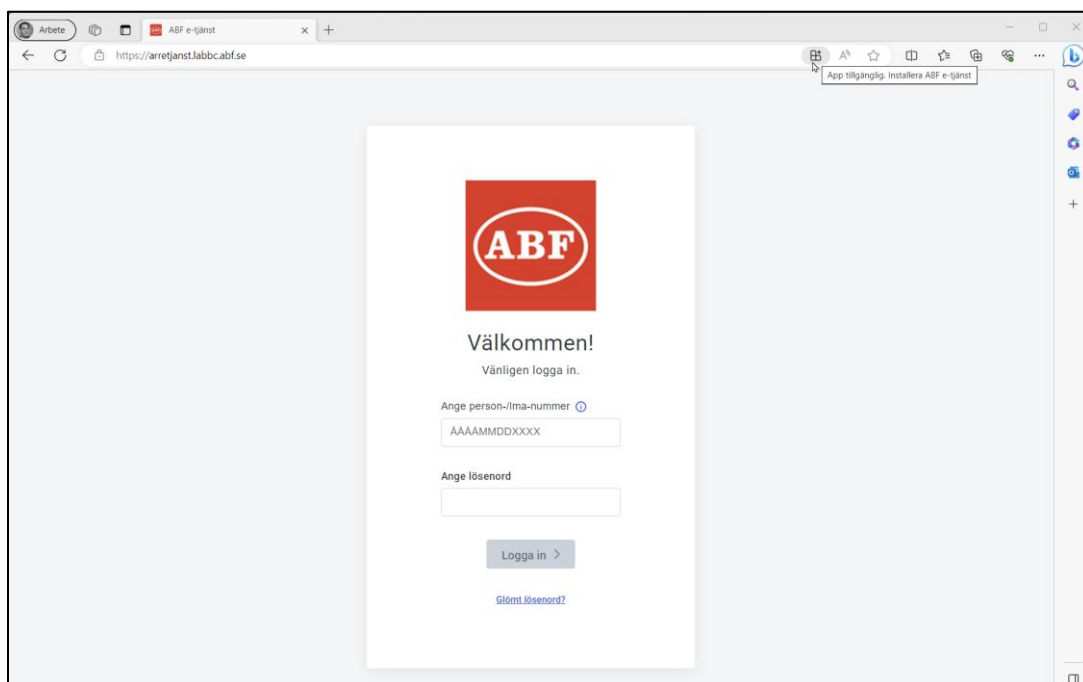 Arbete
ABF e-tjänst
https://arretjanst.labbc.abf.se
App tillgänglig. Installera ABF e-tjänst
ABF
Välkommen!
Vänligen logga in.
Ange person-/lma-nummer
ÅÅÅÅMMDDXXXX
Ange lösenord
Logga in
Glömt lösenord?